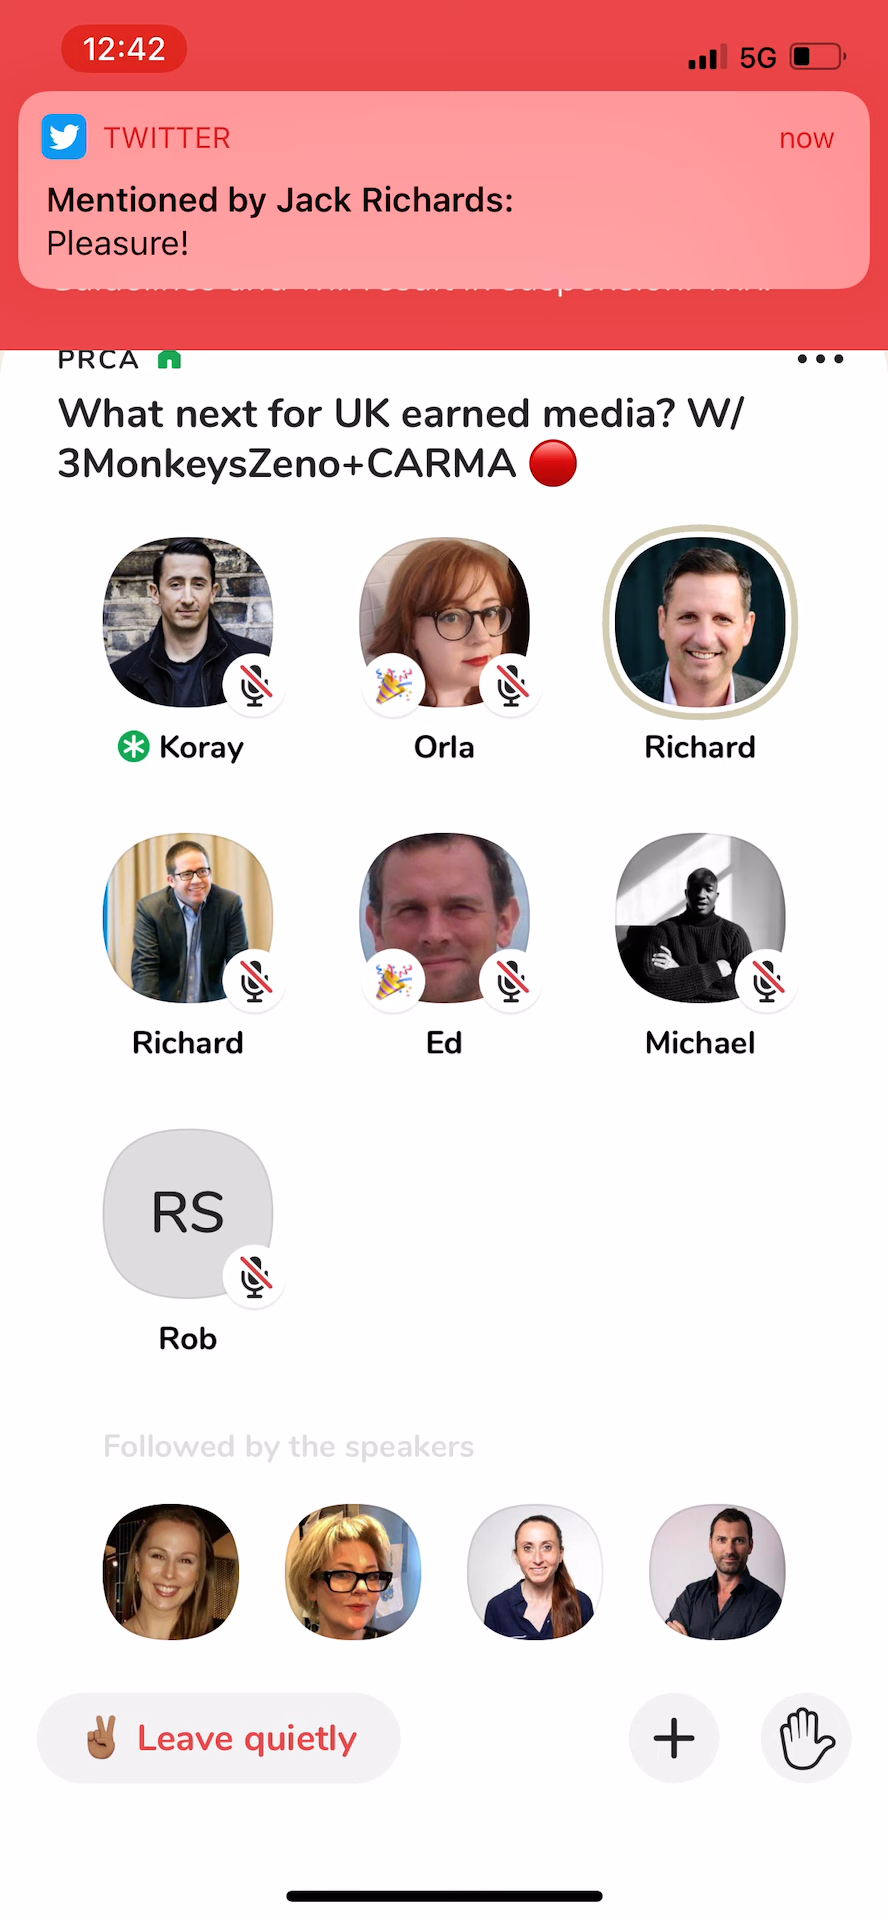 12:42
5G
TWITTER
now
Mentioned by Jack Richards:
Pleasure!
PRCA
What next for UK earned media? W/
3MonkeysZeno+CARMA
Koray
Orla
Richard
Richard
Ed
Michael
RS
Rob
Followed by the speakers
Leave quietly